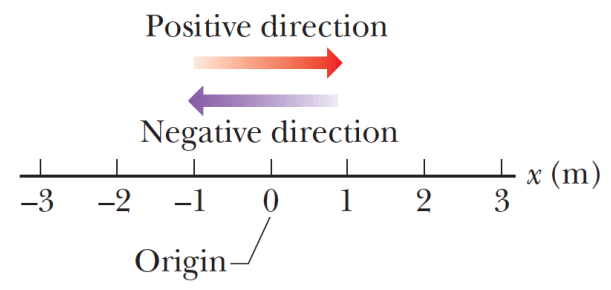 Positive direction
Negative direction
x (m)
–3 –2 –1 0 1 2 3
Origin